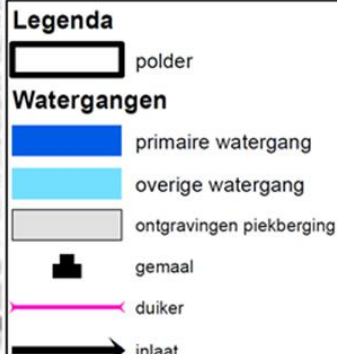 Legenda
polder
Watergangen
primaire watergang
overige watergang
ontgravingen piekberging
gemaal
duiker
inlaat